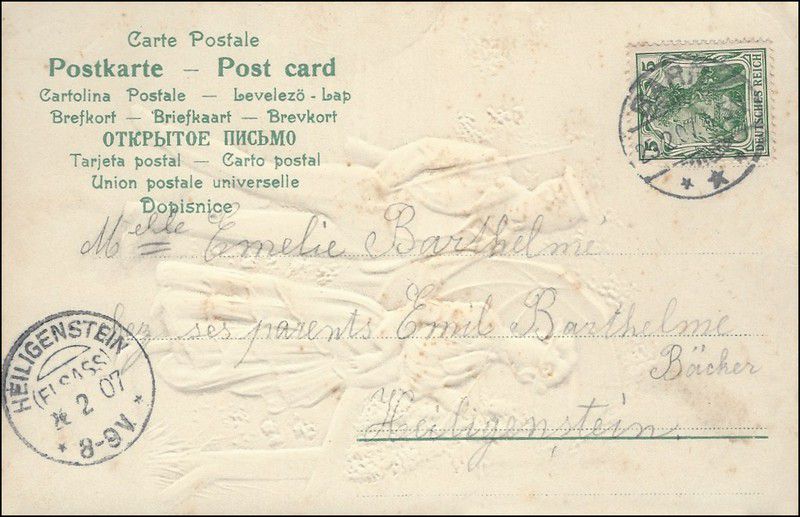 Carte Postale
Postkarte — Post card
Cartolina Postale — Levelezö-Lap
Brefkort — Briefkaart — Brevkort
ОТКРЫТОЕ ПИСЬМО
Tarjeta postal — Carto postal
Union postale universelle
Dopisnice
5 5
DEUTSCHES REICH
Melle Emelie Barthelmé
chez ses parents Emil Barthelme
Bäcker
Heiligenstein.
HEILIGENSTEIN
(ELSASS)
2 07
8-9V